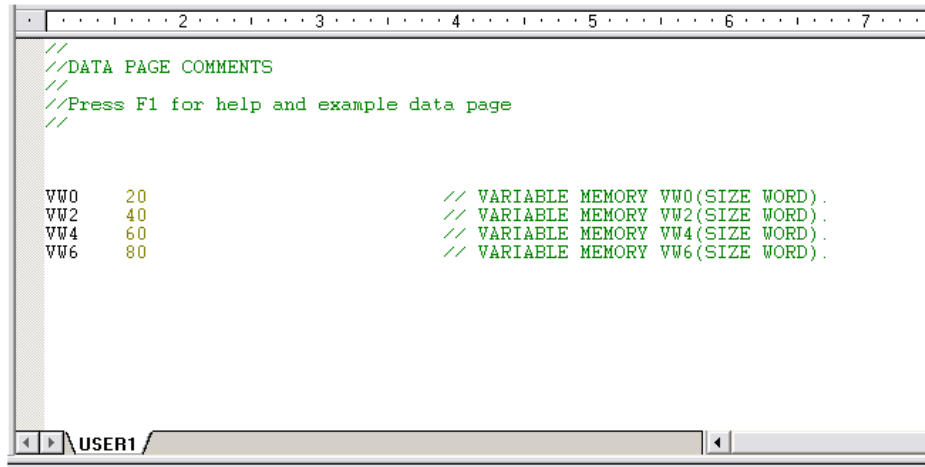 2 3 4 5 6 7
//
//DATA PAGE COMMENTS
//
//Press F1 for help and example data page
//
VW0 20 // VARIABLE MEMORY VW0(SIZE WORD).
VW2 40 // VARIABLE MEMORY VW2(SIZE WORD).
VW4 60 // VARIABLE MEMORY VW4(SIZE WORD).
VW6 80 // VARIABLE MEMORY VW6(SIZE WORD).
USER1